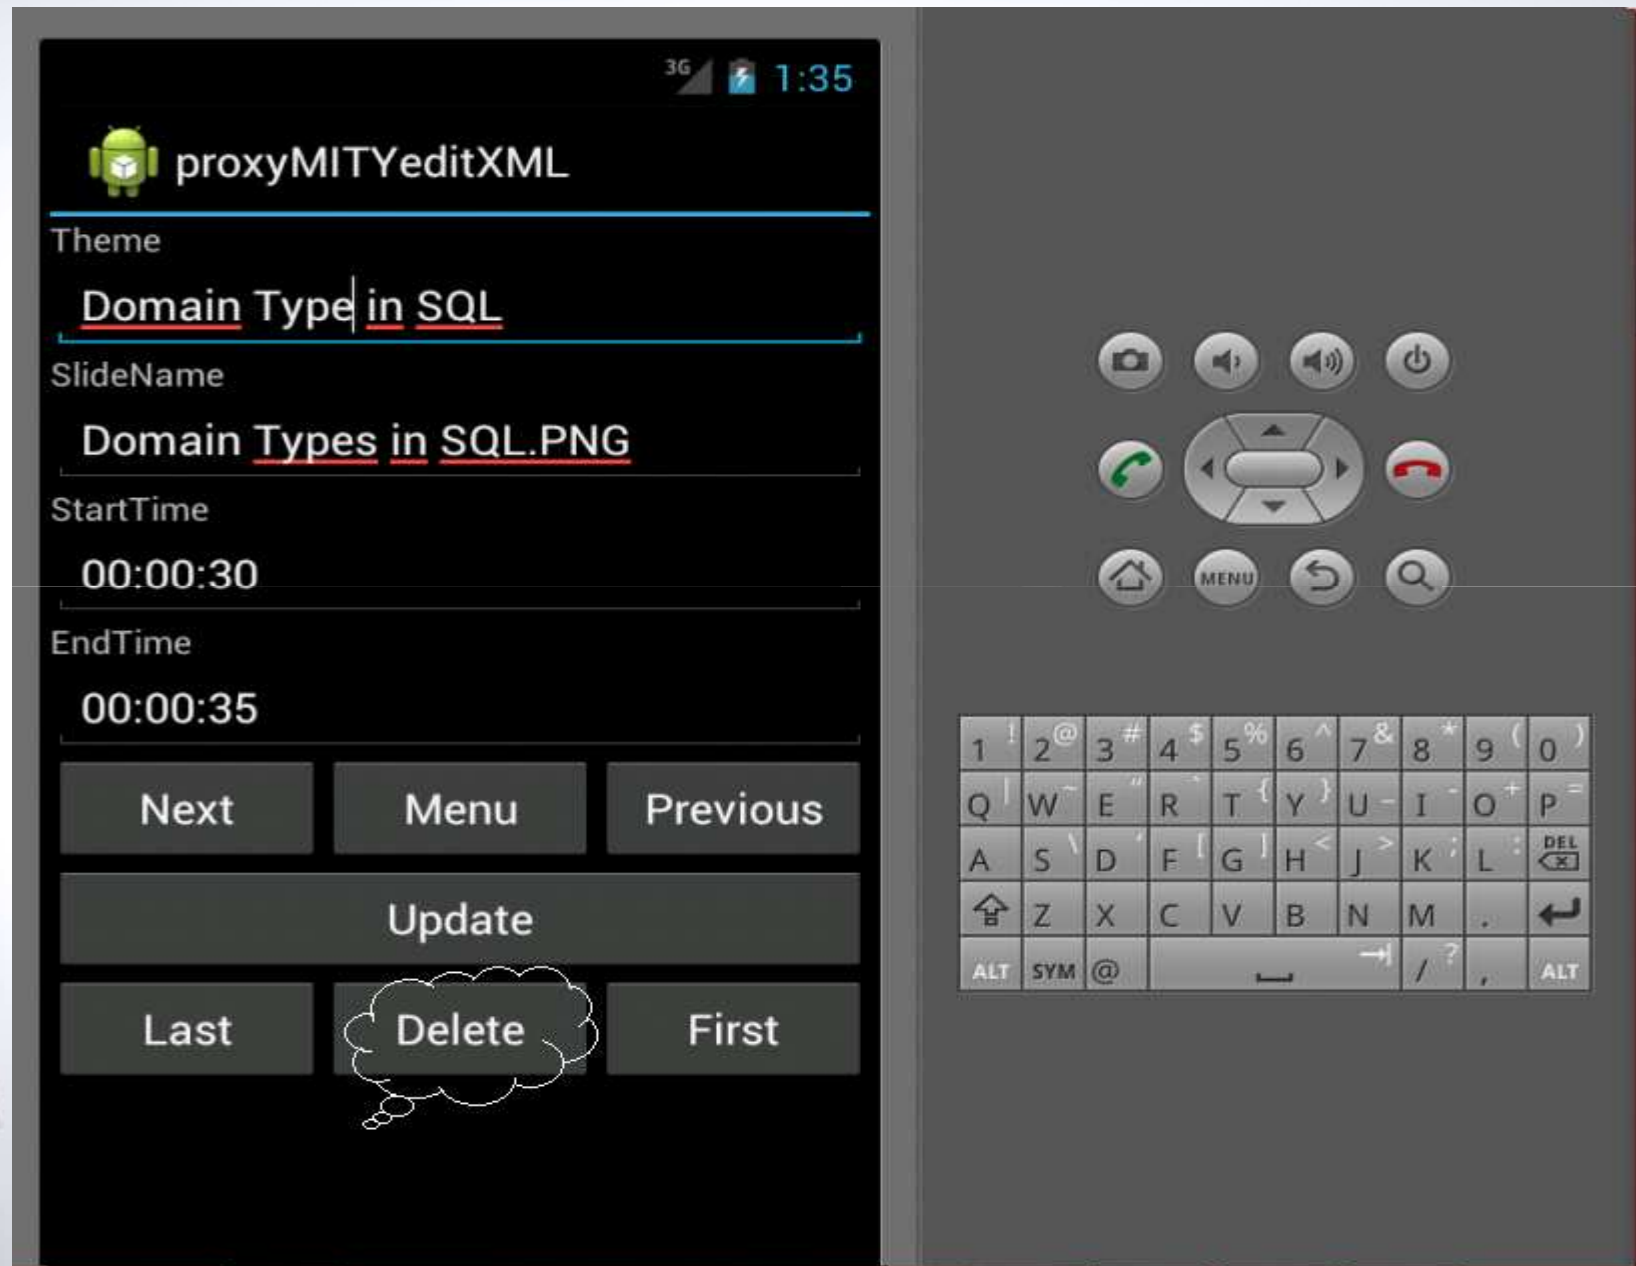 3G 1:35
proxyMITYeditXML
Theme
Domain Type in SQL
SlideName
Domain Types in SQL.PNG
StartTime
00:00:30
EndTime
00:00:35
Next Menu Previous
Update
Last Delete First
MENU
1 ! 2 @ 3 # 4 $ 5 % 6 ^ 7 & 8 * 9 ( 0 )
Q | W ~ E " R ` T { Y } U _ I - O + P =
A S \ D ' F [ G ] H < J > K ; L : DEL
Z X C V B N M .
ALT SYM @ / ? , ALT